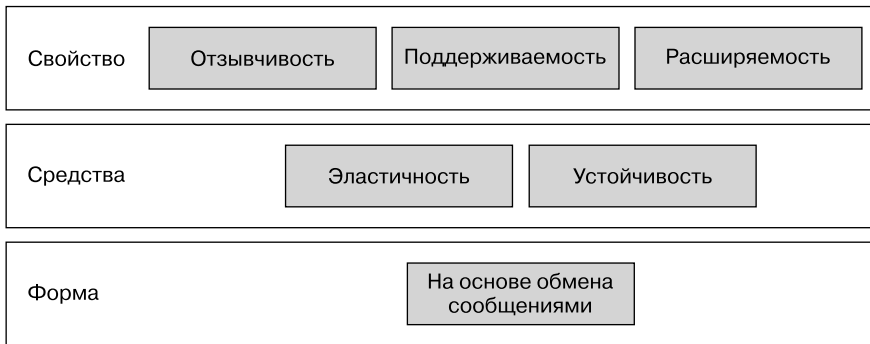 Свойство
Отзывчивость
Поддерживаемость
Расширяемость
Средства
Эластичность
Устойчивость
Форма
На основе обмена
сообщениями